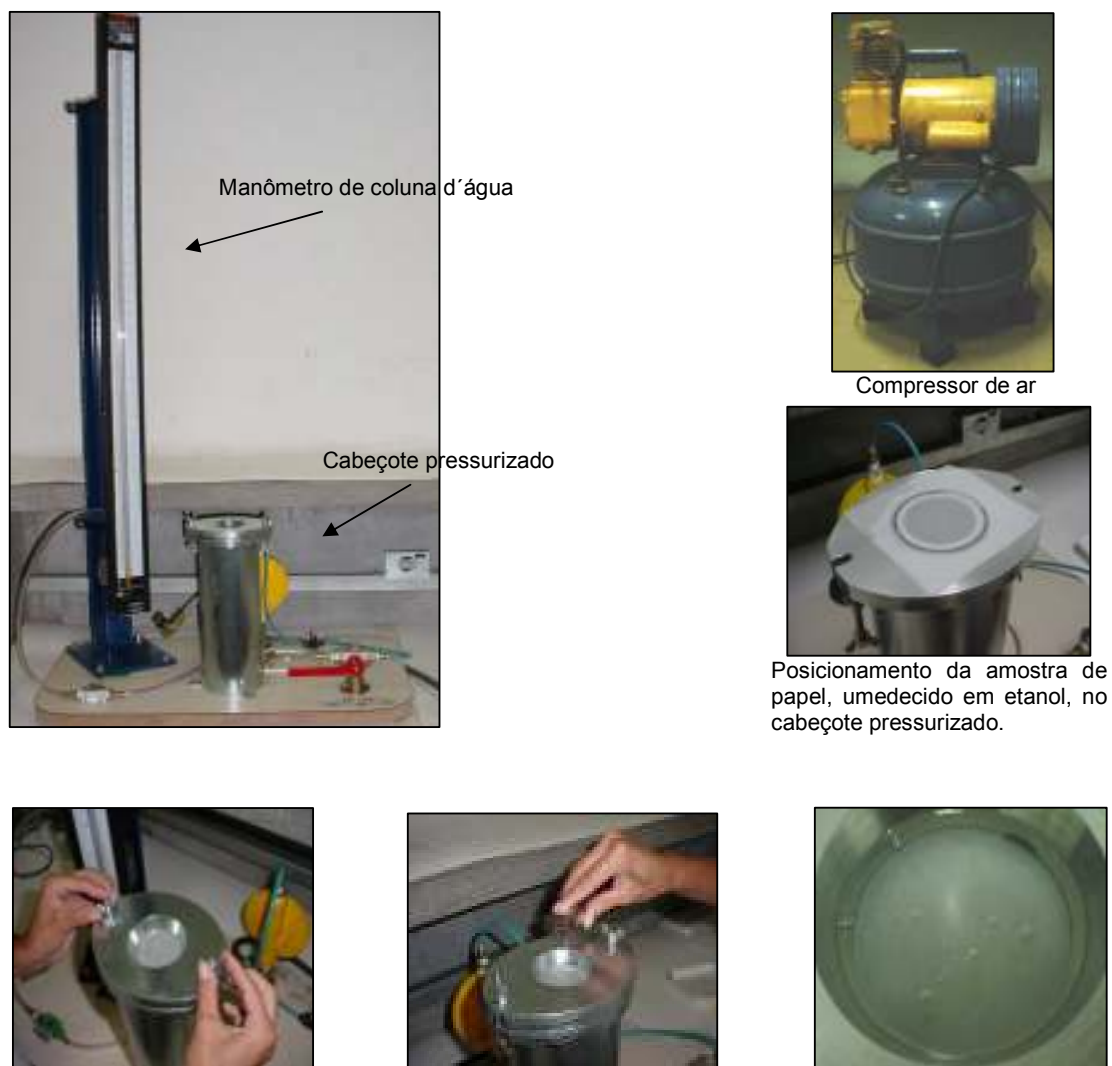 Manômetro de coluna d´água
Compressor de ar
Cabeçote pressurizado
Posicionamento da amostra de
papel, umedecido em etanol, no
cabeçote pressurizado.